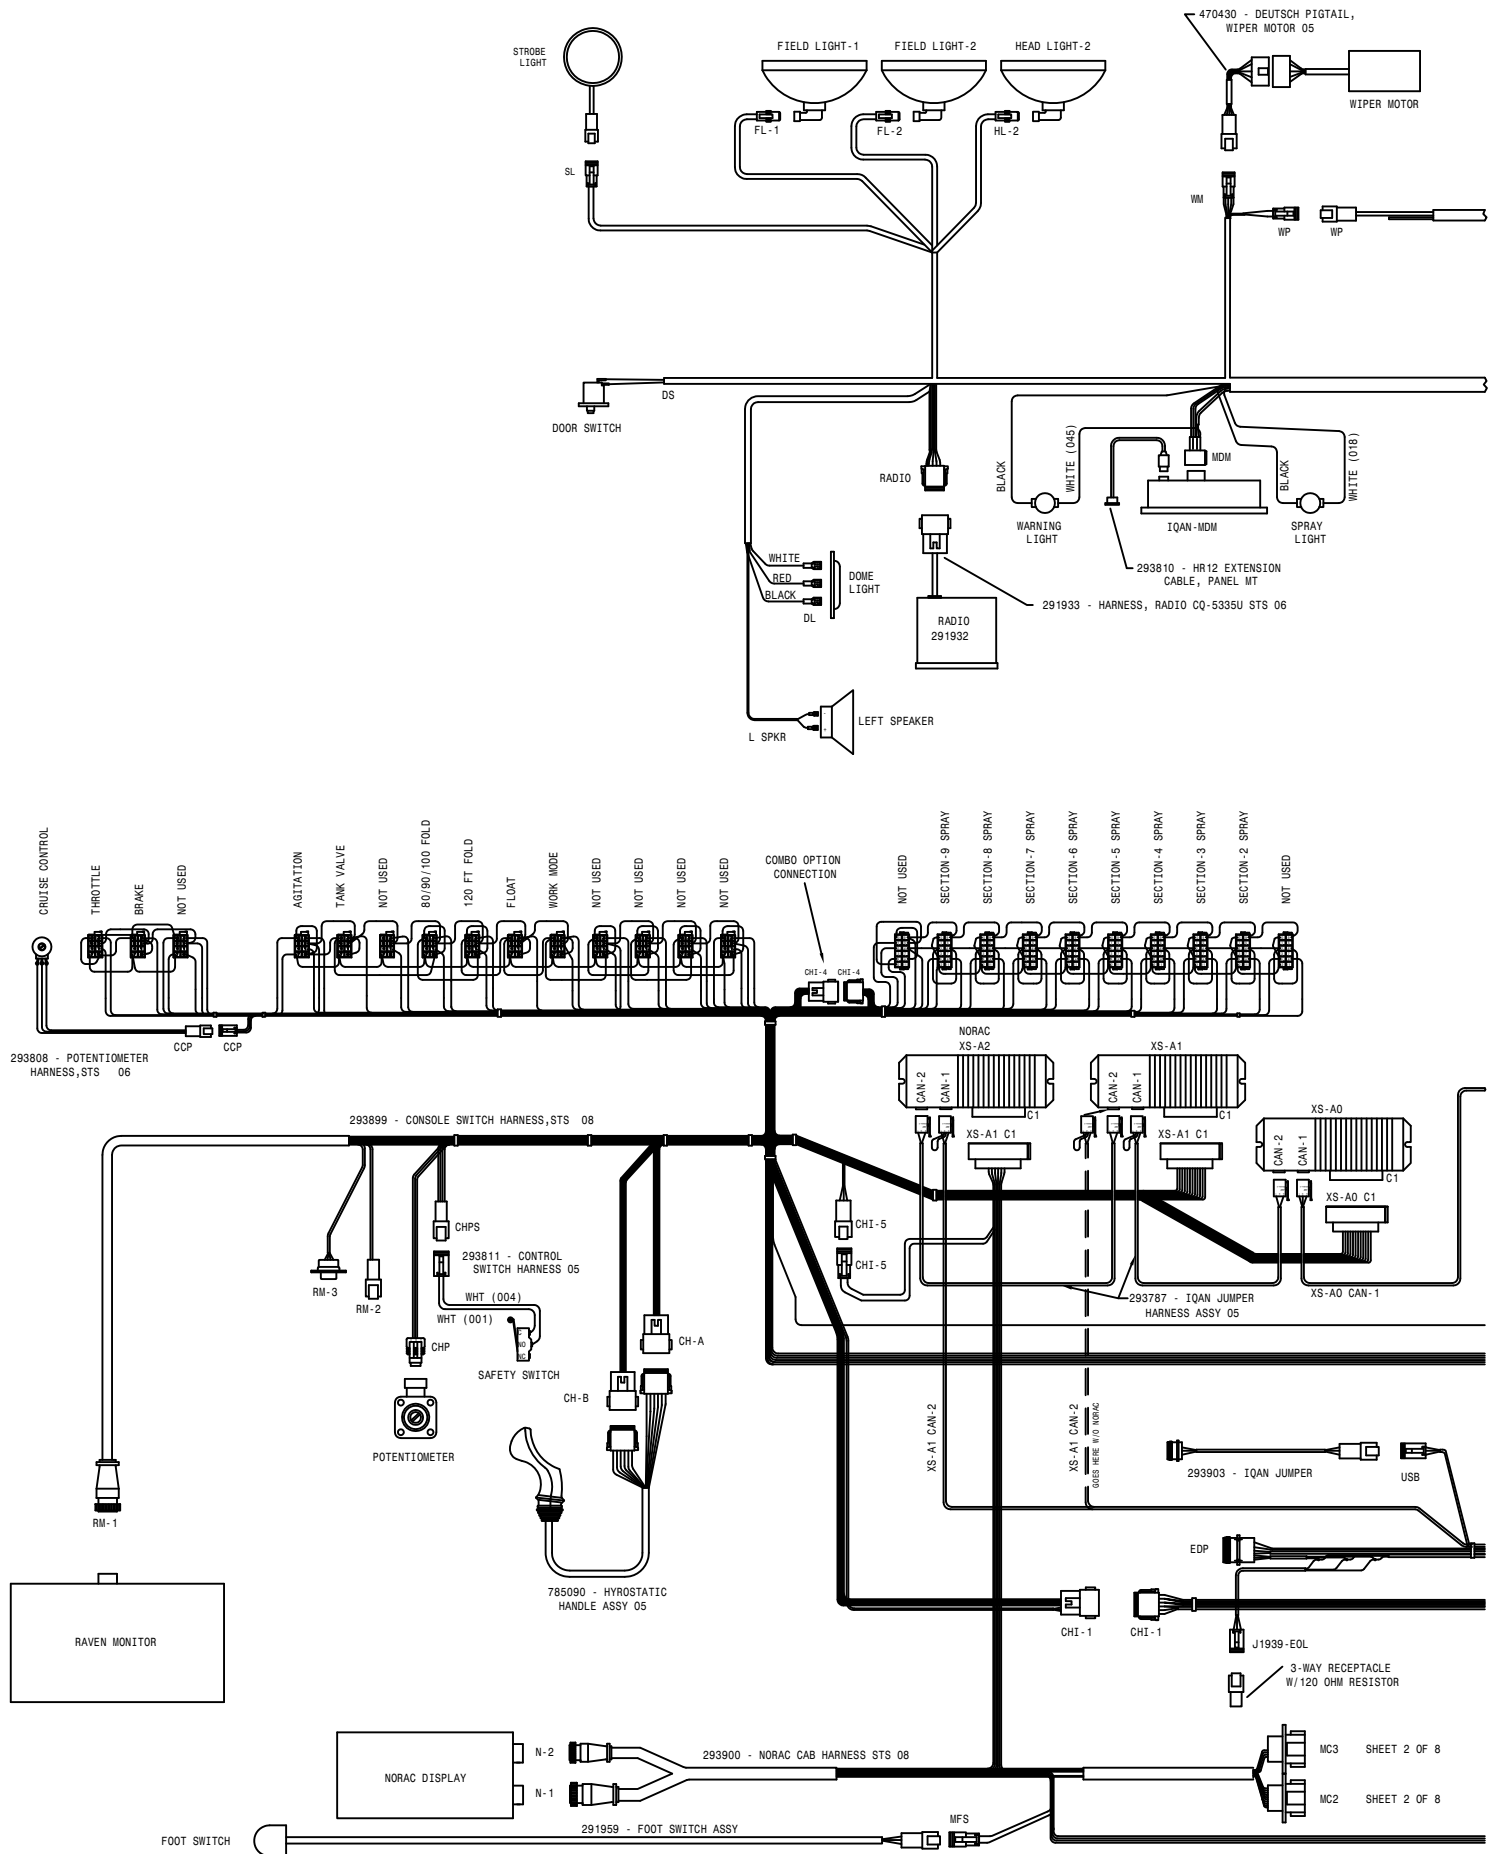 470430 - DEUTSCH PIGTAIL,
WIPER MOTOR 05
STROBE
LIGHT
FIELD LIGHT-1
FIELD LIGHT-2
HEAD LIGHT-2
WIPER MOTOR
FL-1
FL-2
HL-2
SL
WM
WP
WP
DS
DOOR SWITCH
RADIO
BLACK
WHITE (045)
MDM
BLACK
WHITE (018)
WARNING
LIGHT
IQAN-MDM
SPRAY
LIGHT
WHITE
RED
BLACK
DOME
LIGHT
DL
293810 - HR12 EXTENSION
CABLE, PANEL MT
291933 - HARNESS, RADIO CQ-5335U STS 06
RADIO
291932
LEFT SPEAKER
L SPKR
CRUISE CONTROL
THROTTLE
BRAKE
NOT USED
AGITATION
TANK VALVE
NOT USED
80/90/100 FOLD
120 FT FOLD
FLOAT
WORK MODE
NOT USED
NOT USED
NOT USED
NOT USED
COMBO OPTION
CONNECTION
NOT USED
SECTION-9 SPRAY
SECTION-8 SPRAY
SECTION-7 SPRAY
SECTION-6 SPRAY
SECTION-5 SPRAY
SECTION-4 SPRAY
SECTION-3 SPRAY
SECTION-2 SPRAY
NOT USED
CHI-4
CHI-4
CCP
CCP
293808 - POTENTIOMETER
HARNESS,STS 06
NORAC
XS-A2
XS-A1
CAN-2
CAN-1
C1
CAN-2
CAN-1
C1
XS-A0
CAN-2
CAN-1
C1
293899 - CONSOLE SWITCH HARNESS,STS 08
XS-A1 C1
XS-A1 C1
XS-A0 C1
CHPS
CHI-5
CHI-5
293811 - CONTROL
SWITCH HARNESS 05
RM-3
RM-2
WHT (004)
WHT (001)
C
NO
NC
SAFETY SWITCH
CHP
CH-A
CH-B
XS-A0 CAN-1
293787 - IQAN JUMPER
HARNESS ASSY 05
POTENTIOMETER
XS-A1 CAN-2
XS-A1 CAN-2
GOES HERE W/O NORAC
293903 - IQAN JUMPER
USB
RM-1
EDP
785090 - HYROSTATIC
HANDLE ASSY 05
CHI-1
CHI-1
J1939-EOL
3-WAY RECEPTACLE
W/120 OHM RESISTOR
RAVEN MONITOR
N-2
293900 - NORAC CAB HARNESS STS 08
NORAC DISPLAY
N-1
MC3 SHEET 2 OF 8
MC2 SHEET 2 OF 8
MFS
291959 - FOOT SWITCH ASSY
FOOT SWITCH